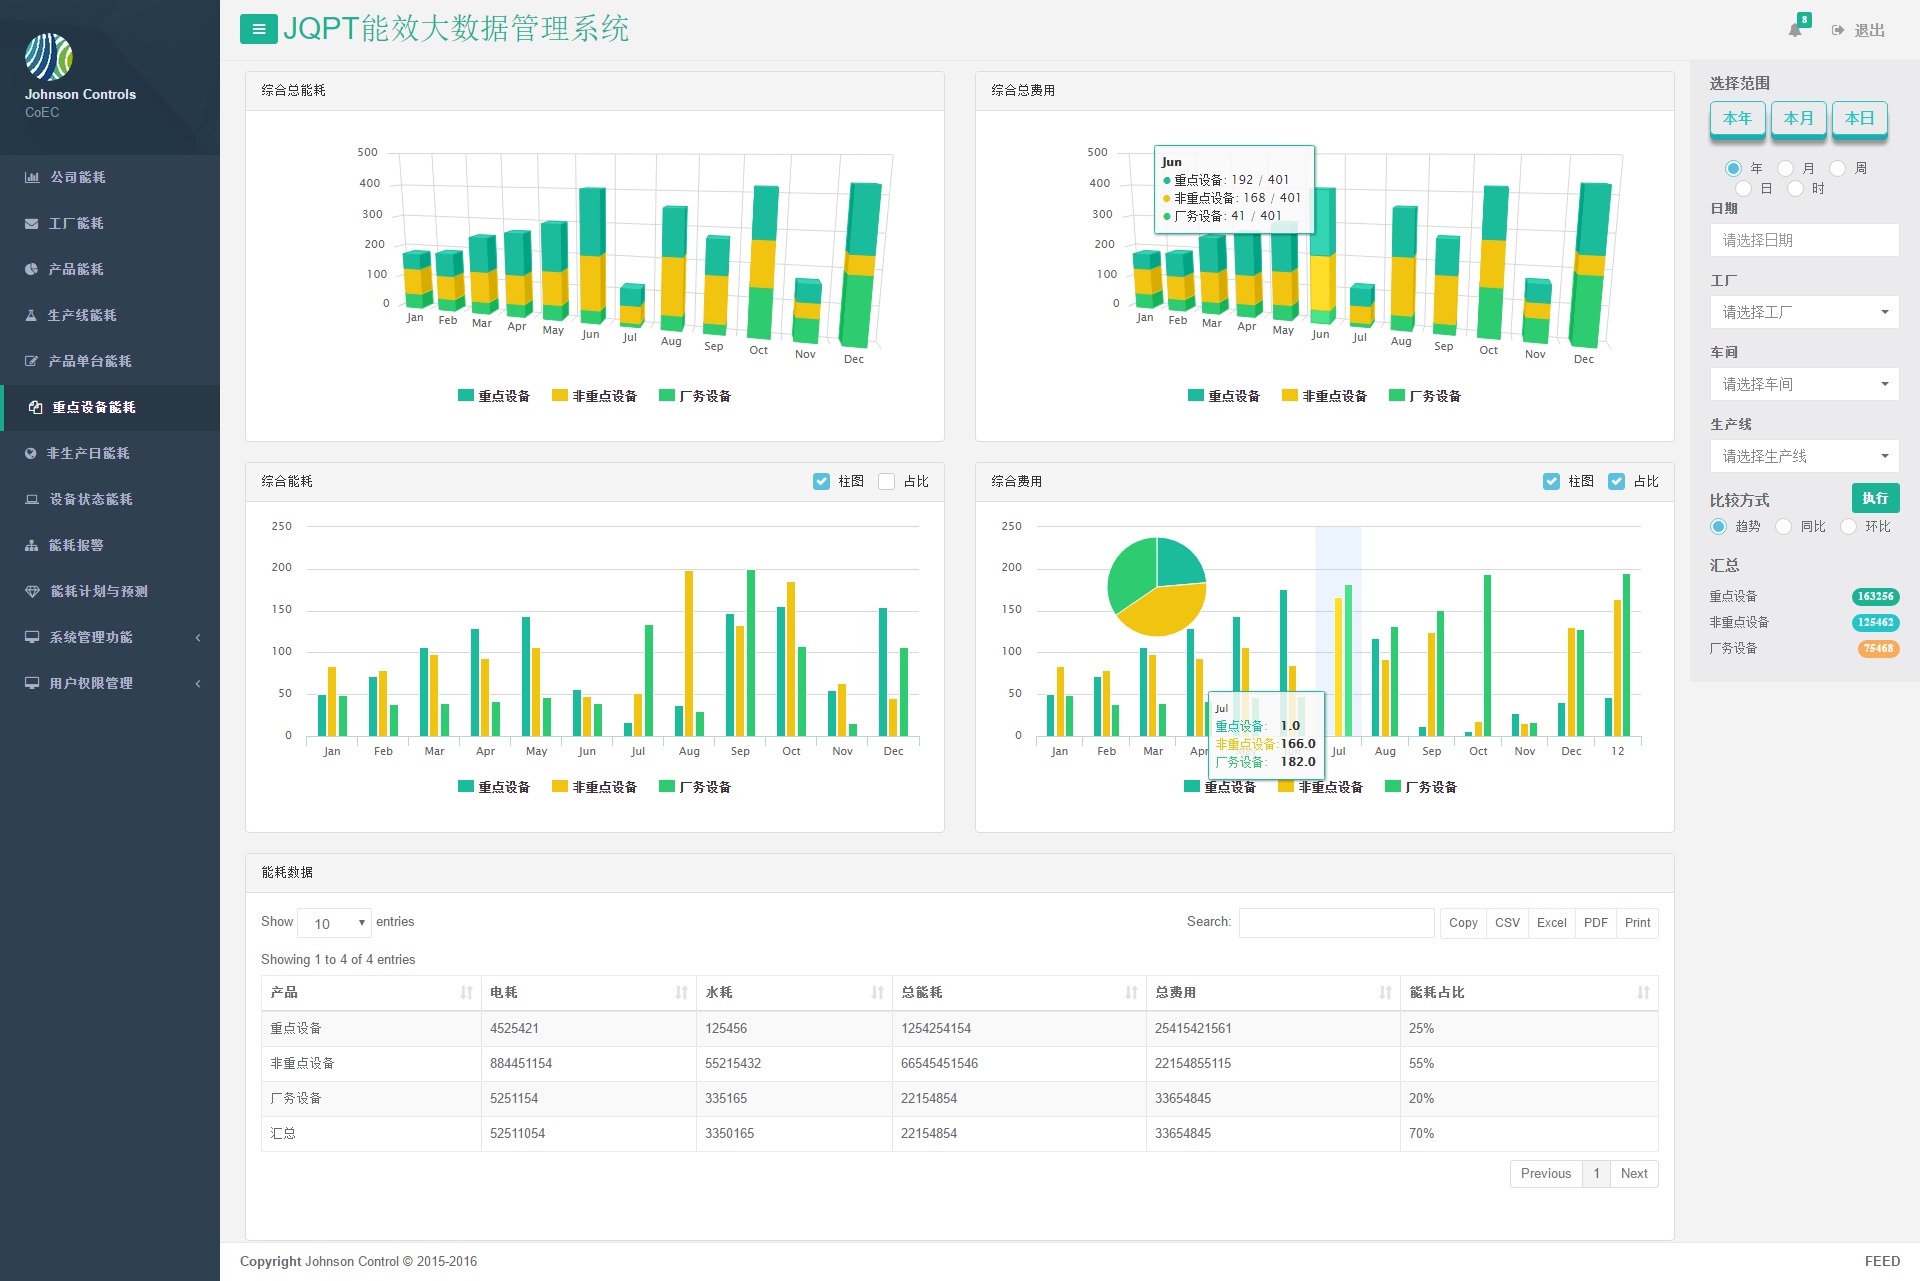 JQPT能效大数据管理系统
8
退出
Johnson Controls
CoEC
公司能耗
工厂能耗
产品能耗
生产线能耗
产品单台能耗
重点设备能耗
非生产日能耗
设备状态能耗
能耗报警
能耗计划与预测
系统管理功能
用户权限管理
综合总能耗
500
400
300
200
100
0
Jan Feb Mar Apr May Jun Jul Aug Sep Oct Nov Dec
重点设备 非重点设备 厂务设备
综合总费用
500
400
300
200
100
0
Jun
重点设备: 192 / 401
非重点设备: 168 / 401
厂务设备: 41 / 401
Jan Feb Mar Apr May Jun Jul Aug Sep Oct Nov Dec
重点设备 非重点设备 厂务设备
综合能耗 柱图 占比
250
200
150
100
50
0
Jan Feb Mar Apr May Jun Jul Aug Sep Oct Nov Dec
重点设备 非重点设备 厂务设备
综合费用 柱图 占比
250
200
150
100
50
0
Jul
重点设备: 1.0
非重点设备: 166.0
厂务设备: 182.0
Jan Feb Mar Apr Jul Aug Sep Oct Nov Dec 12
重点设备 非重点设备 厂务设备
能耗数据
Show 10 entries Search: Copy CSV Excel PDF Print
Showing 1 to 4 of 4 entries
产品 电耗 水耗 总能耗 总费用 能耗占比
重点设备 4525421 125456 1254254154 25415421561 25%
非重点设备 884451154 55215432 66545451546 22154855115 55%
厂务设备 5251154 335165 22154854 33654845 20%
汇总 52511054 3350165 22154854 33654845 70%
Previous 1 Next
选择范围
本年 本月 本日
年 月 周
日 时
日期
请选择日期
工厂
请选择工厂
车间
请选择车间
生产线
请选择生产线
比较方式 执行
趋势 同比 环比
汇总
重点设备 163256
非重点设备 125462
厂务设备 75468
Copyright Johnson Control © 2015-2016 FEED